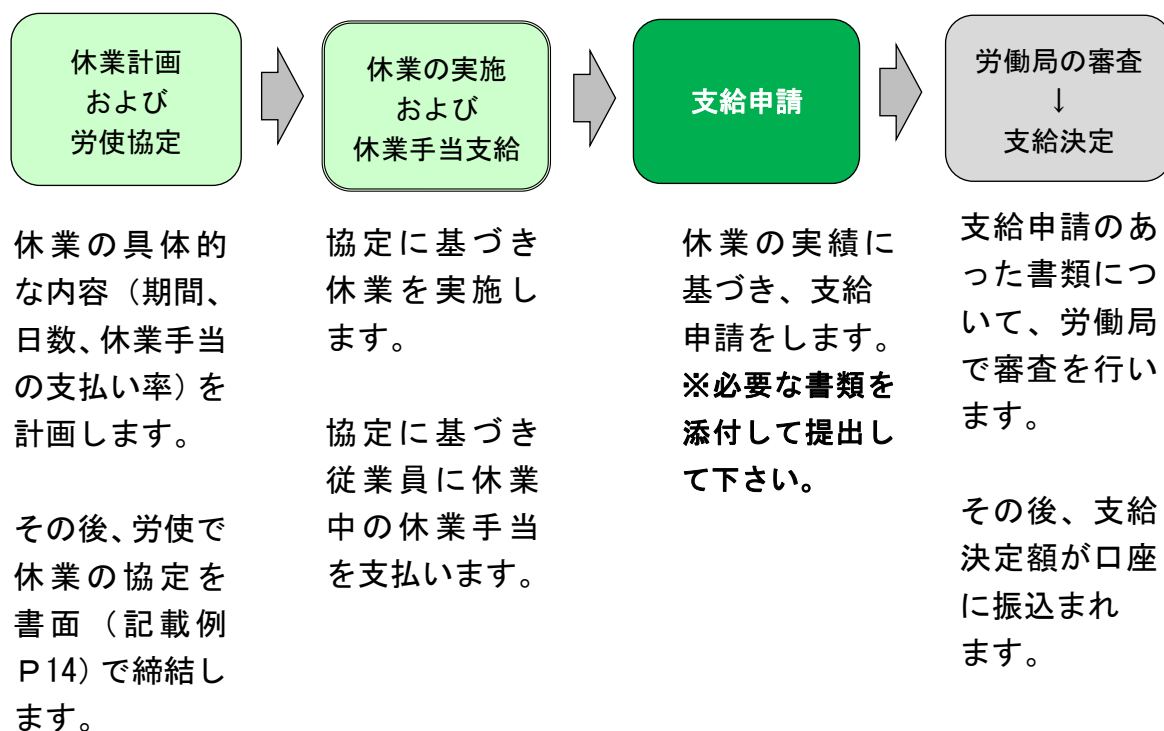 休業計画
および
労使協定
休業の実施
および
休業手当支給
支給申請
労働局の審査
↓
支給決定
休業の具体的
な内容（期間、
日数、休業手当
の支払い率）を
計画します。
その後、労使で
休業の協定を
書面（記載例
Ｐ14）で締結し
ます。
協定に基づき
休業を実施し
ます。
協定に基づき
従業員に休業
中の休業手当
を支払います。
休業の実績に
基づき、支給
申請をします。
※必要な書類を
添付して提出し
て下さい。
支給申請のあ
った書類につ
いて、労働局
で審査を行い
ます。
その後、支給
決定額が口座
に振込まれ
ます。